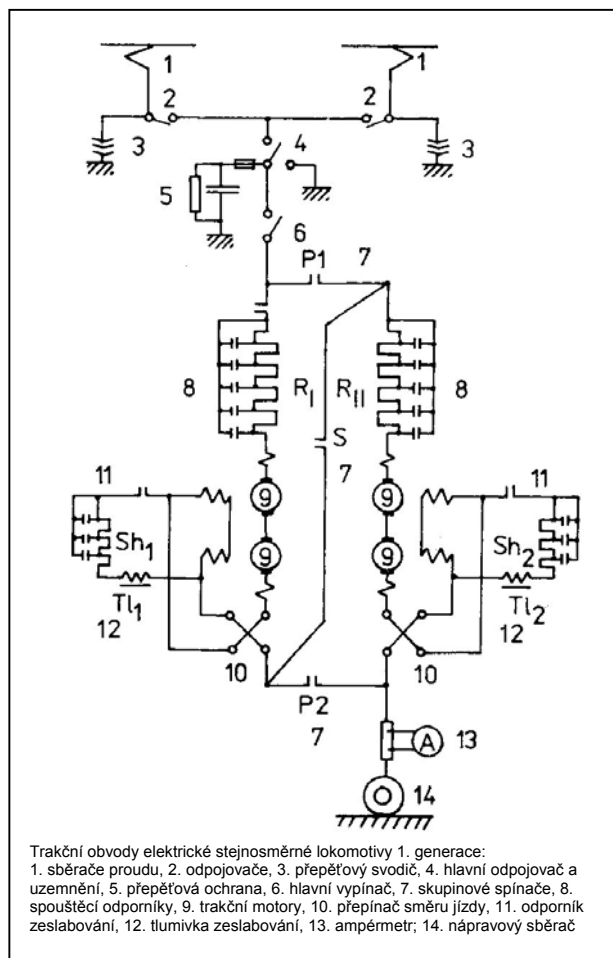 1 1
2 2
3 4 3
5
6
P1 7
8 R_I R_II 8
S
9 7 9
11 11
9 9
Sh₁ Sh₂
Tl₁ Tl₂
12 12
10 10
P2
7 A 13
14
Trakční obvody elektrické stejnosměrné lokomotivy 1. generace:
1. sběrače proudu, 2. odpojovače, 3. přepěťový svodič, 4. hlavní odpojovač a
uzemnění, 5. přepěťová ochrana, 6. hlavní vypínač, 7. skupinové spínače, 8.
spouštěcí odporníky, 9. trakční motory, 10. přepínač směru jízdy, 11. odporník
zeslabování, 12. tlumivka zeslabování, 13. ampérmetr; 14. nápravový sběrač